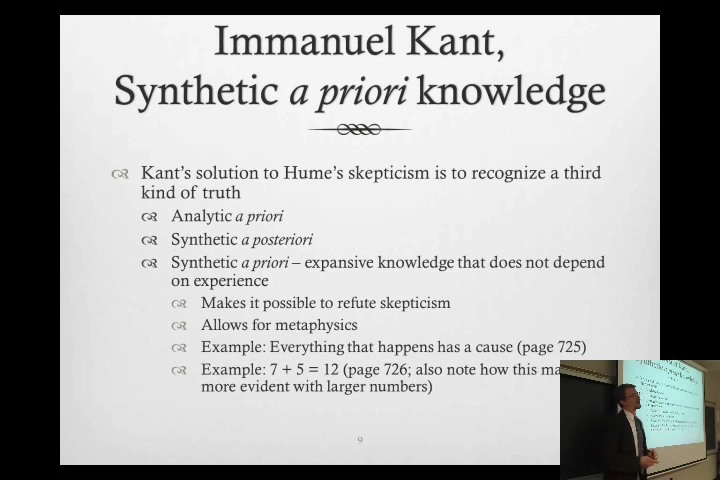 Immanuel Kant,
Synthetic a priori knowledge
Kant's solution to Hume's skepticism is to recognize a third
kind of truth
Analytic a priori
Synthetic a posteriori
Synthetic a priori – expansive knowledge that does not depend
on experience
Makes it possible to refute skepticism
Allows for metaphysics
Example: Everything that happens has a cause (page 725)
Example: 7 + 5 = 12 (page 726; also note how this
more evident with larger numbers)
9